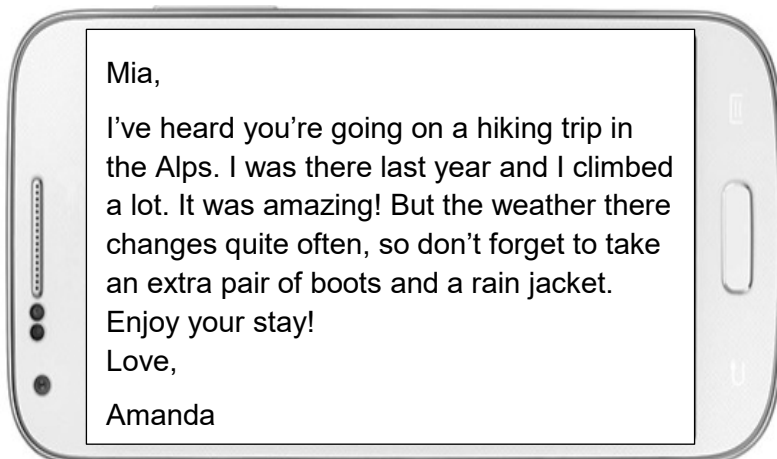 Mia,
I’ve heard you’re going on a hiking trip in
the Alps. I was there last year and I climbed
a lot. It was amazing! But the weather there
changes quite often, so don’t forget to take
an extra pair of boots and a rain jacket.
Enjoy your stay!
Love,
Amanda